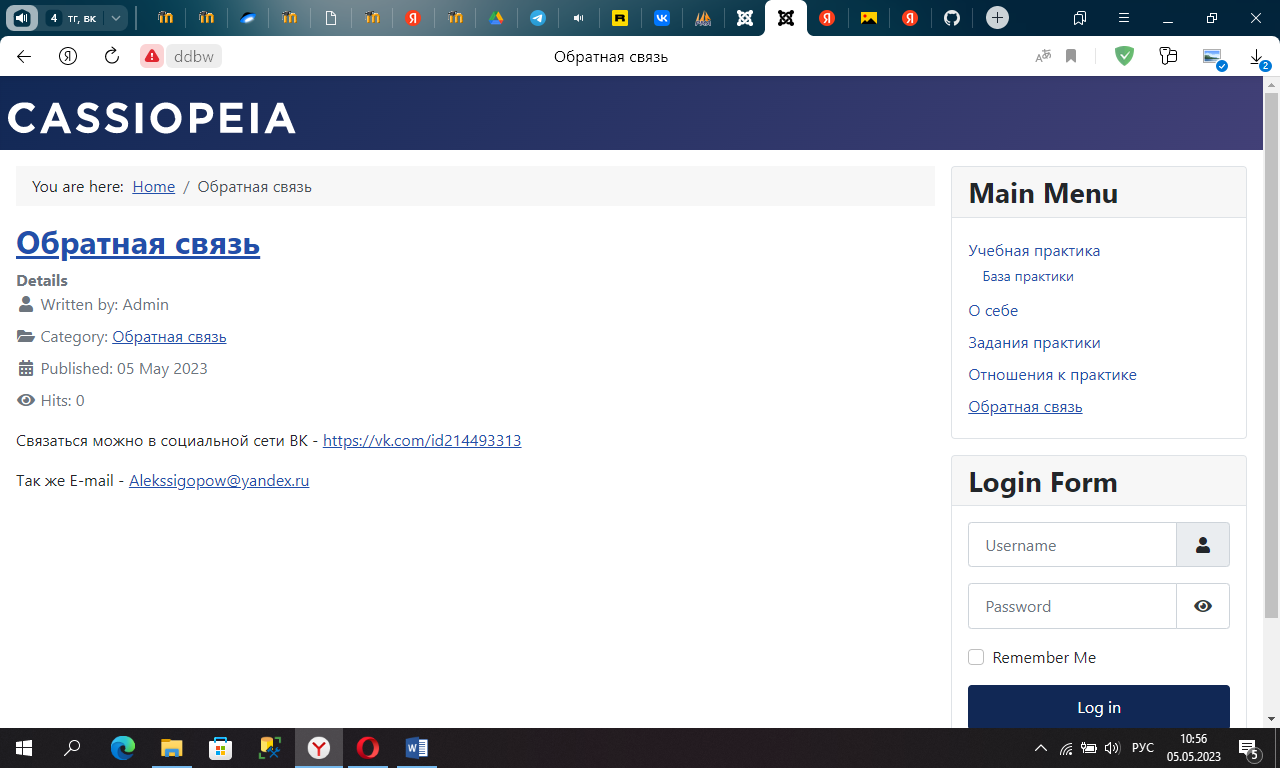 4 тг, вк
ddbw
Обратная связь
2
CASSIOPEIA
You are here: Home / Обратная связь
Обратная связь
Details
Written by: Admin
Category: Обратная связь
Published: 05 May 2023
Hits: 0
Связаться можно в социальной сети ВК - https://vk.com/id214493313
Так же E-mail - Alekssigopow@yandex.ru
Main Menu
Учебная практика
База практики
О себе
Задания практики
Отношения к практике
Обратная связь
Login Form
Username
Password
Remember Me
Log in
РУС
10:56
05.05.2023
5